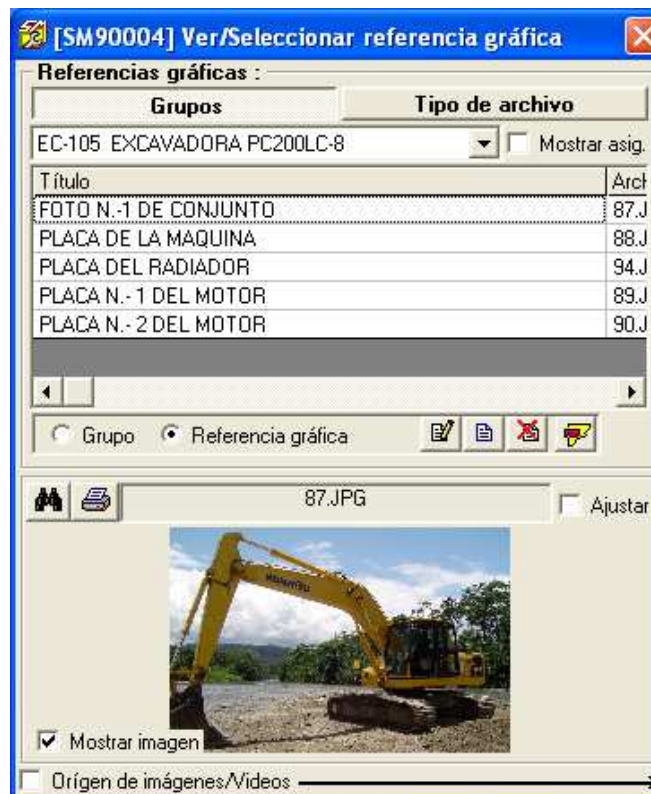 [SM90004] Ver/Seleccionar referencia gráfica
Referencias gráficas :
Grupos Tipo de archivo
EC-105 EXCAVADORA PC200LC-8 Mostrar asig.
Título Arch
FOTO N.-1 DE CONJUNTO 87.J
PLACA DE LA MAQUINA 88.J
PLACA DEL RADIADOR 94.J
PLACA N.- 1 DEL MOTOR 89.J
PLACA N.- 2 DEL MOTOR 90.J
Grupo Referencia gráfica
87.JPG Ajustar
KOMATSU
Mostrar imagen
Orígen de imágenes/Videos